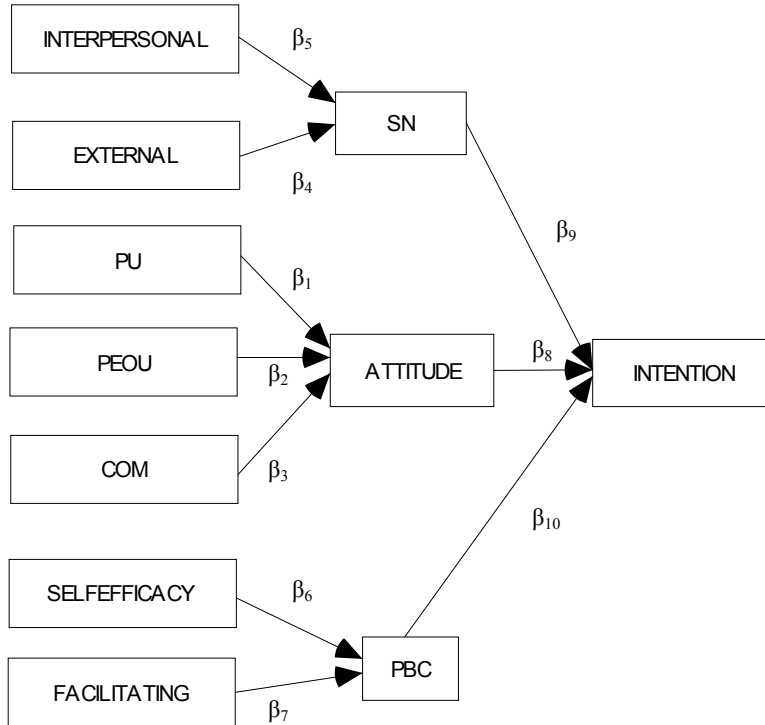 INTERPERSONAL
β5
SN
EXTERNAL
β4
β9
PU
β1
PEOU
β2
ATTITUDE
β8
INTENTION
COM
β3
β10
SELFEFFICACY
β6
PBC
FACILITATING
β7